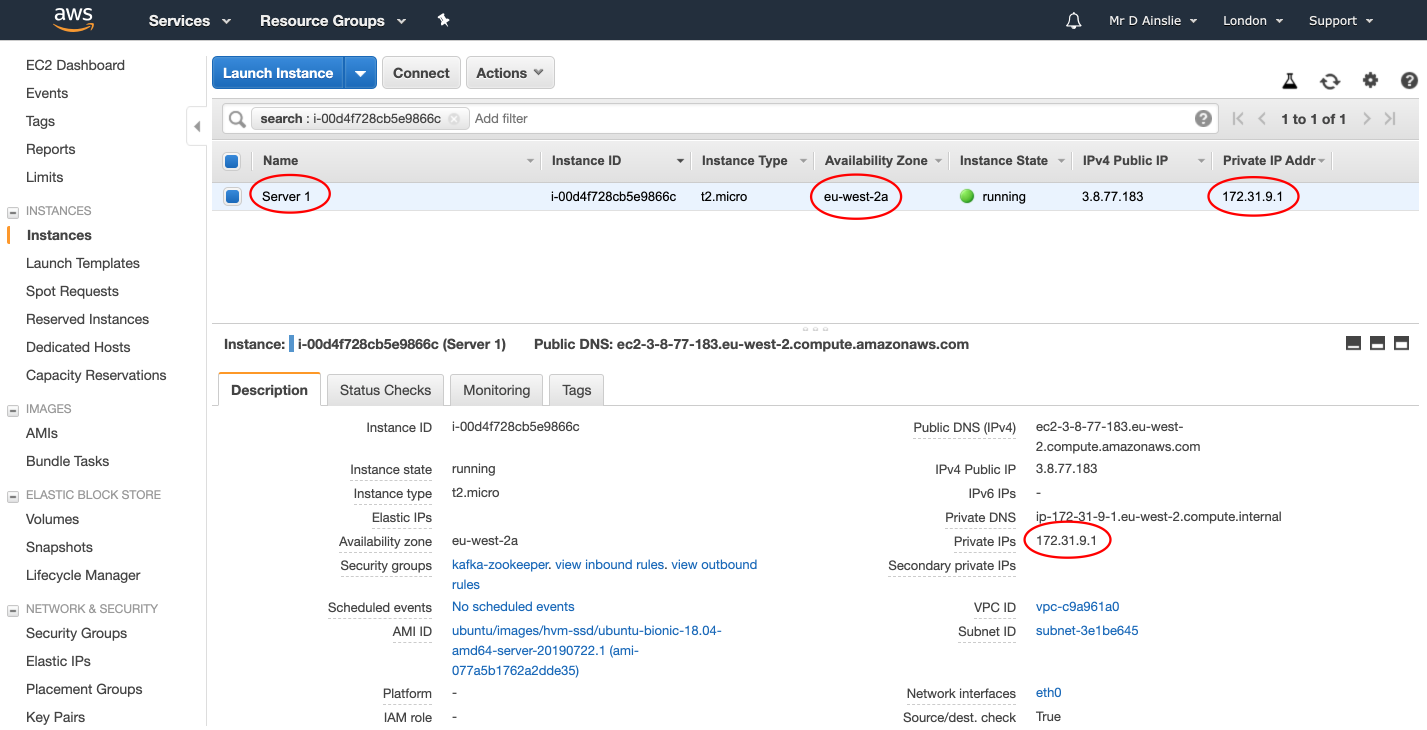 aws Services Resource Groups Mr D Ainslie London Support
EC2 Dashboard
Events
Tags
Reports
Limits
INSTANCES
Instances
Launch Templates
Spot Requests
Reserved Instances
Dedicated Hosts
Capacity Reservations
IMAGES
AMIs
Bundle Tasks
ELASTIC BLOCK STORE
Volumes
Snapshots
Lifecycle Manager
NETWORK & SECURITY
Security Groups
Elastic IPs
Placement Groups
Key Pairs
Launch Instance Connect Actions
search : i-00d4f728cb5e9866c Add filter 1 to 1 of 1
Name Instance ID Instance Type Availability Zone Instance State IPv4 Public IP Private IP Addr
Server 1 i-00d4f728cb5e9866c t2.micro eu-west-2a running 3.8.77.183 172.31.9.1
Instance: i-00d4f728cb5e9866c (Server 1) Public DNS: ec2-3-8-77-183.eu-west-2.compute.amazonaws.com
Description Status Checks Monitoring Tags
Instance ID i-00d4f728cb5e9866c
Instance state running
Instance type t2.micro
Elastic IPs
Availability zone eu-west-2a
Security groups kafka-zookeeper. view inbound rules. view outbound
rules
Scheduled events No scheduled events
AMI ID ubuntu/images/hvm-ssd/ubuntu-bionic-18.04-
amd64-server-20190722.1 (ami-
077a5b1762a2dde35)
Platform -
IAM role -
Public DNS (IPv4) ec2-3-8-77-183.eu-west-
2.compute.amazonaws.com
IPv4 Public IP 3.8.77.183
IPv6 IPs -
Private DNS ip-172-31-9-1.eu-west-2.compute.internal
Private IPs 172.31.9.1
Secondary private IPs
VPC ID vpc-c9a961a0
Subnet ID subnet-3e1be645
Network interfaces eth0
Source/dest. check True